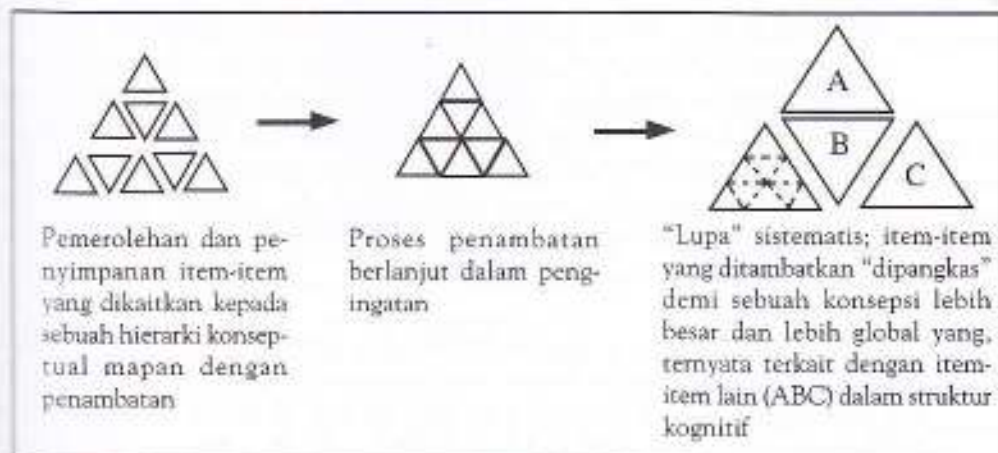 A
B
C
Pemerolehan dan pe-
nyimpanan item-item
yang dikaitkan kepada
sebuah hierarki konsep-
tual mapan dengan
penambatan
Proses penambatan
berlanjut dalam peng-
ingatan
"Lupa" sistematis; item-item
yang ditambatkan "dipangkas"
demi sebuah konsepsi lebih
besar dan lebih global yang,
ternyata terkait dengan item-
item lain (ABC) dalam struktur
kognitif